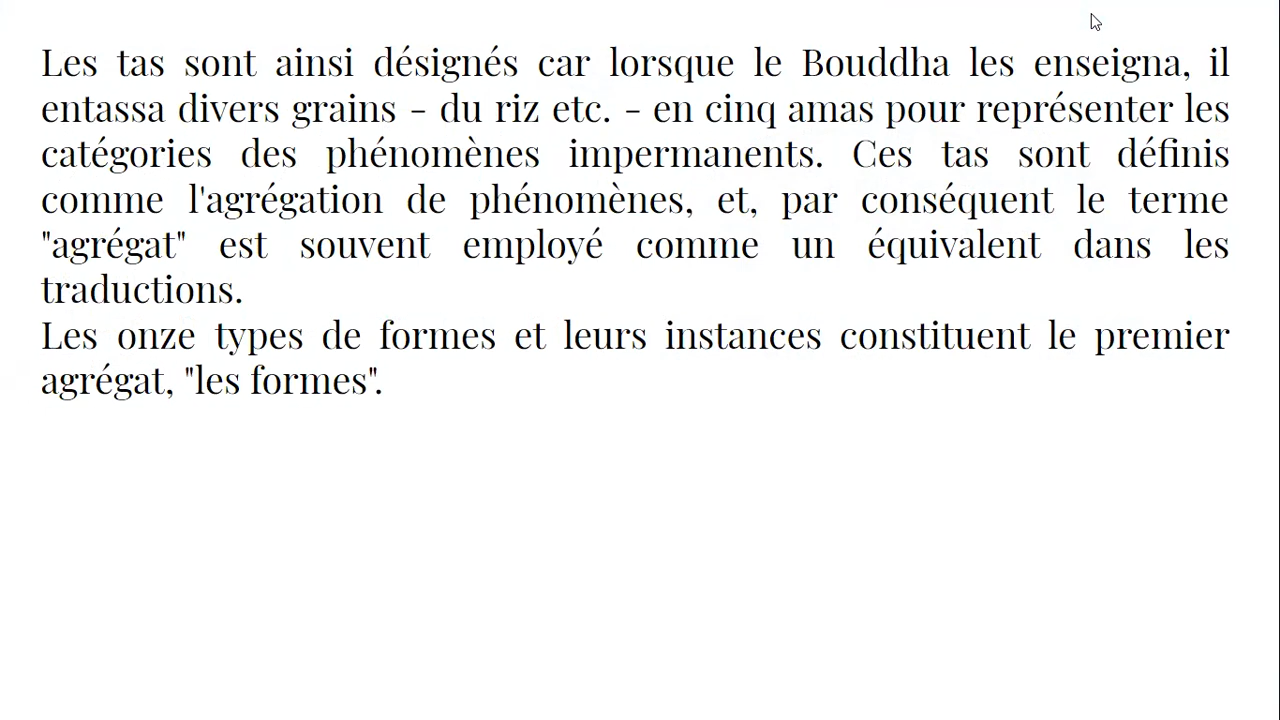 Les tas sont ainsi désignés car lorsque le Bouddha les enseigna, il
entassa divers grains - du riz etc. - en cinq amas pour représenter les
catégories des phénomènes impermanents. Ces tas sont définis
comme l'agrégation de phénomènes, et, par conséquent le terme
"agrégat" est souvent employé comme un équivalent dans les
traductions.
Les onze types de formes et leurs instances constituent le premier
agrégat, "les formes".